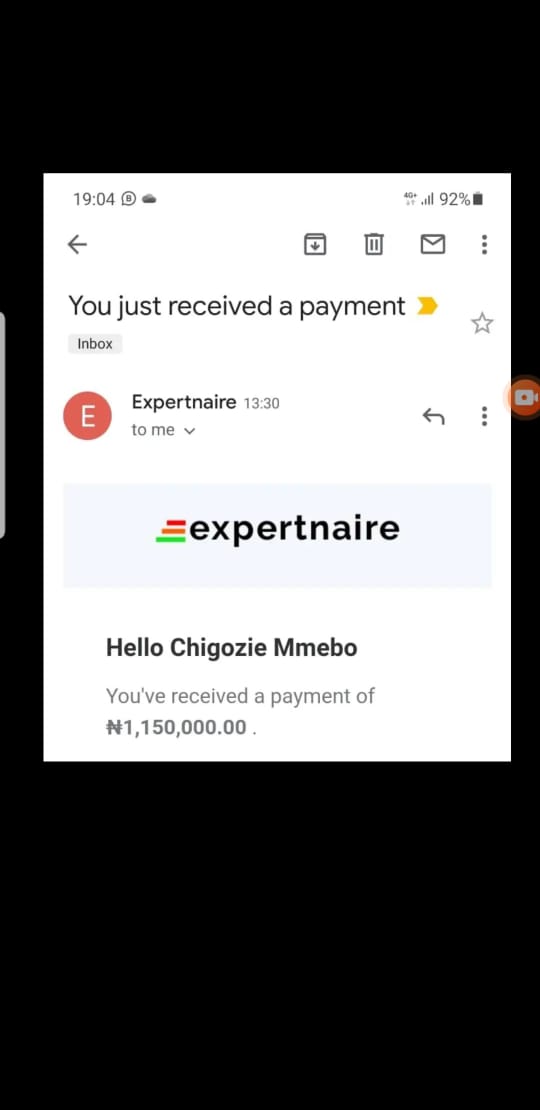 19:04 92%
You just received a payment
Inbox
E
Expertnaire 13:30
to me
expertnaire
Hello Chigozie Mmebo
You've received a payment of
₦1,150,000.00 .